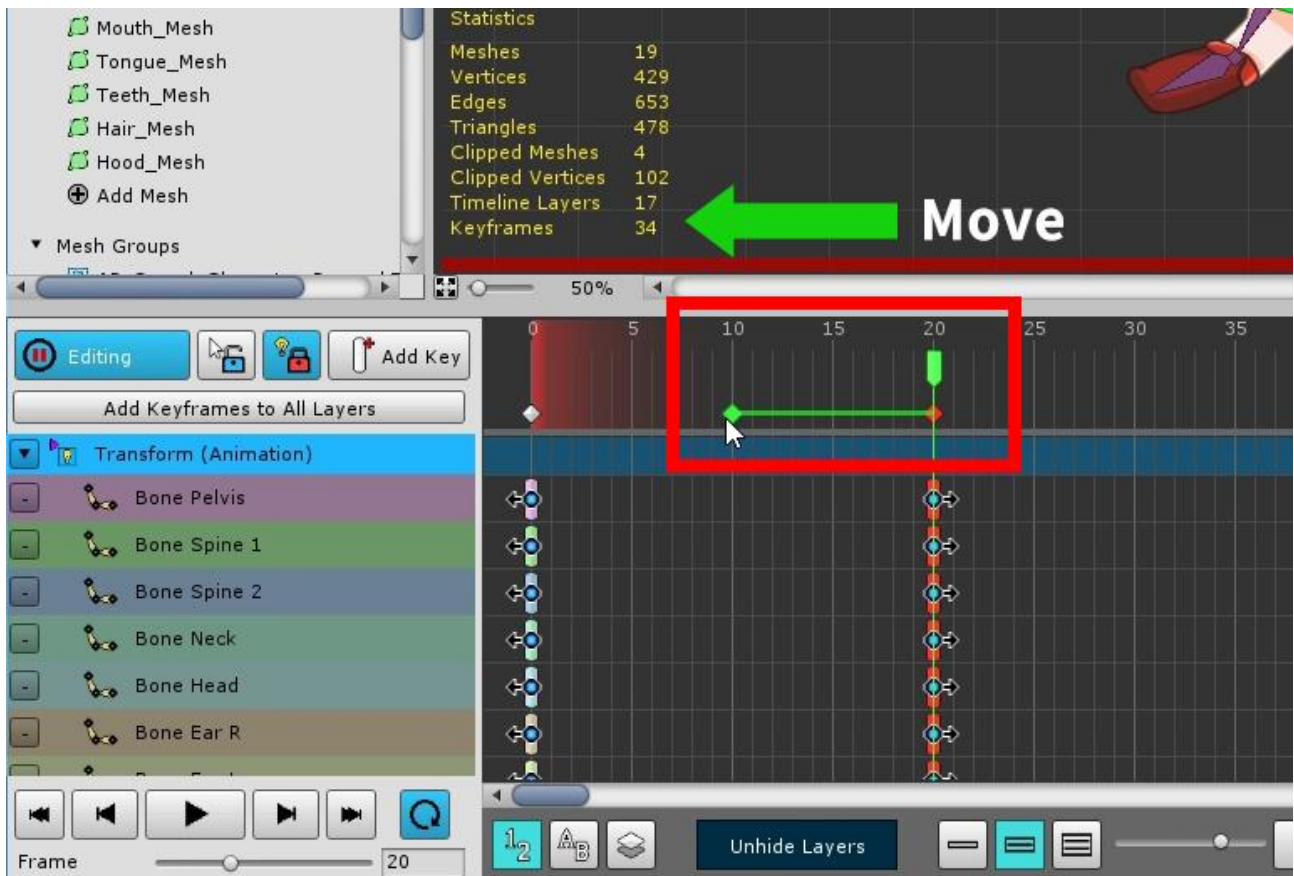 Mouth_Mesh
Tongue_Mesh
Teeth_Mesh
Hair_Mesh
Hood_Mesh
Add Mesh
Mesh Groups
Statistics
Meshes 19
Vertices 429
Edges 653
Triangles 478
Clipped Meshes 4
Clipped Vertices 102
Timeline Layers 17
Keyframes 34
Move
50%
Editing
Add Key
Add Keyframes to All Layers
0 5 10 15 20 25 30 35
Transform (Animation)
Bone Pelvis
Bone Spine 1
Bone Spine 2
Bone Neck
Bone Head
Bone Ear R
Frame 20
12
AB
Unhide Layers